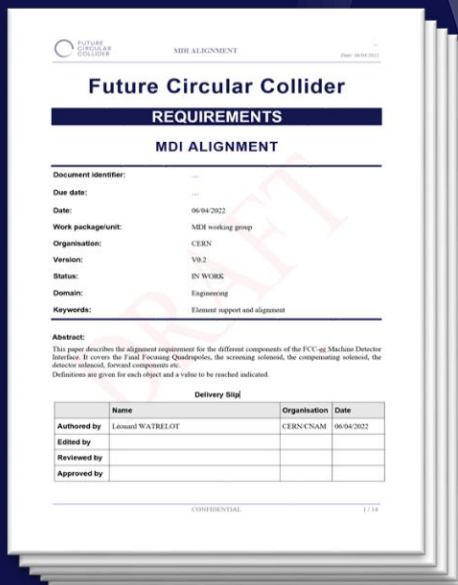 FUTURE
CIRCULAR
COLLIDER
MDI ALIGNMENT
...
Date: 06/04/2022
Future Circular Collider
REQUIREMENTS
MDI ALIGNMENT
Document identifier: ....
Due date: ...
Date: 06/04/2022
Work package/unit: MDI working group
Organisation: CERN
Version: V0.2
Status: IN WORK
Domain: Engineering
Keywords: Element support and alignment
DRAFT
Abstract:
This paper describes the alignment requirement for the different components of the FCC-ee Machine Detector
Interface. It covers the Final Focusing Quadrupoles, the screening solenoid, the compensating solenoid, the
detector solenoid, forward components etc.
Definitions are given for each object and a value to be reached indicated.
Delivery Slip
Name Organisation Date
Authored by Léonard WATRELOT CERN/CNAM 06/04/2022
Edited by
Reviewed by
Approved by
CONFIDENTIAL
1 / 14